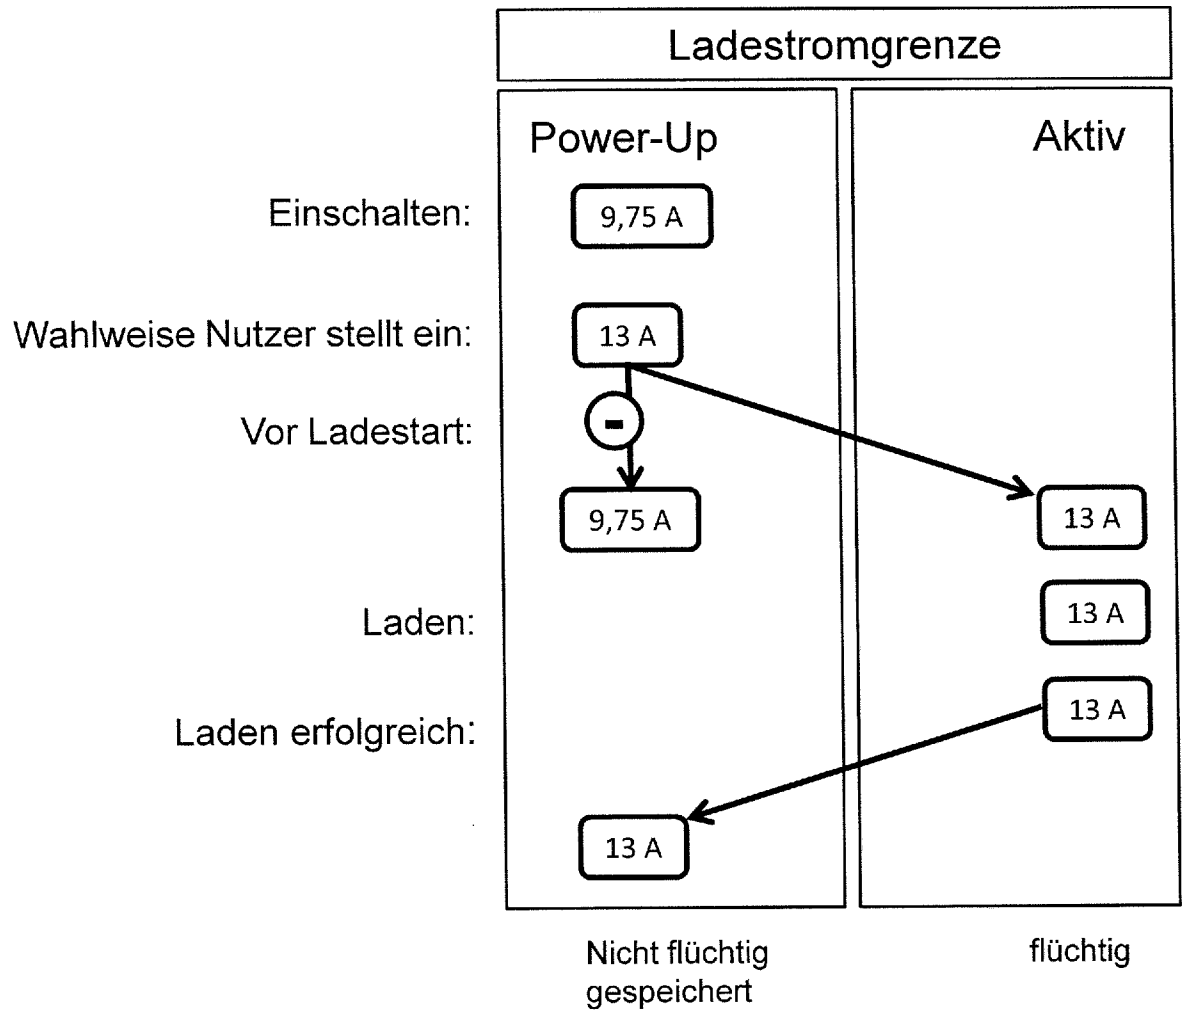 Ladestromgrenze
Power-Up
Aktiv
Einschalten:
9,75 A
Wahlweise Nutzer stellt ein:
13 A
Vor Ladestart:
-
9,75 A
13 A
Laden:
13 A
Laden erfolgreich:
13 A
13 A
Nicht flüchtig
gespeichert
flüchtig